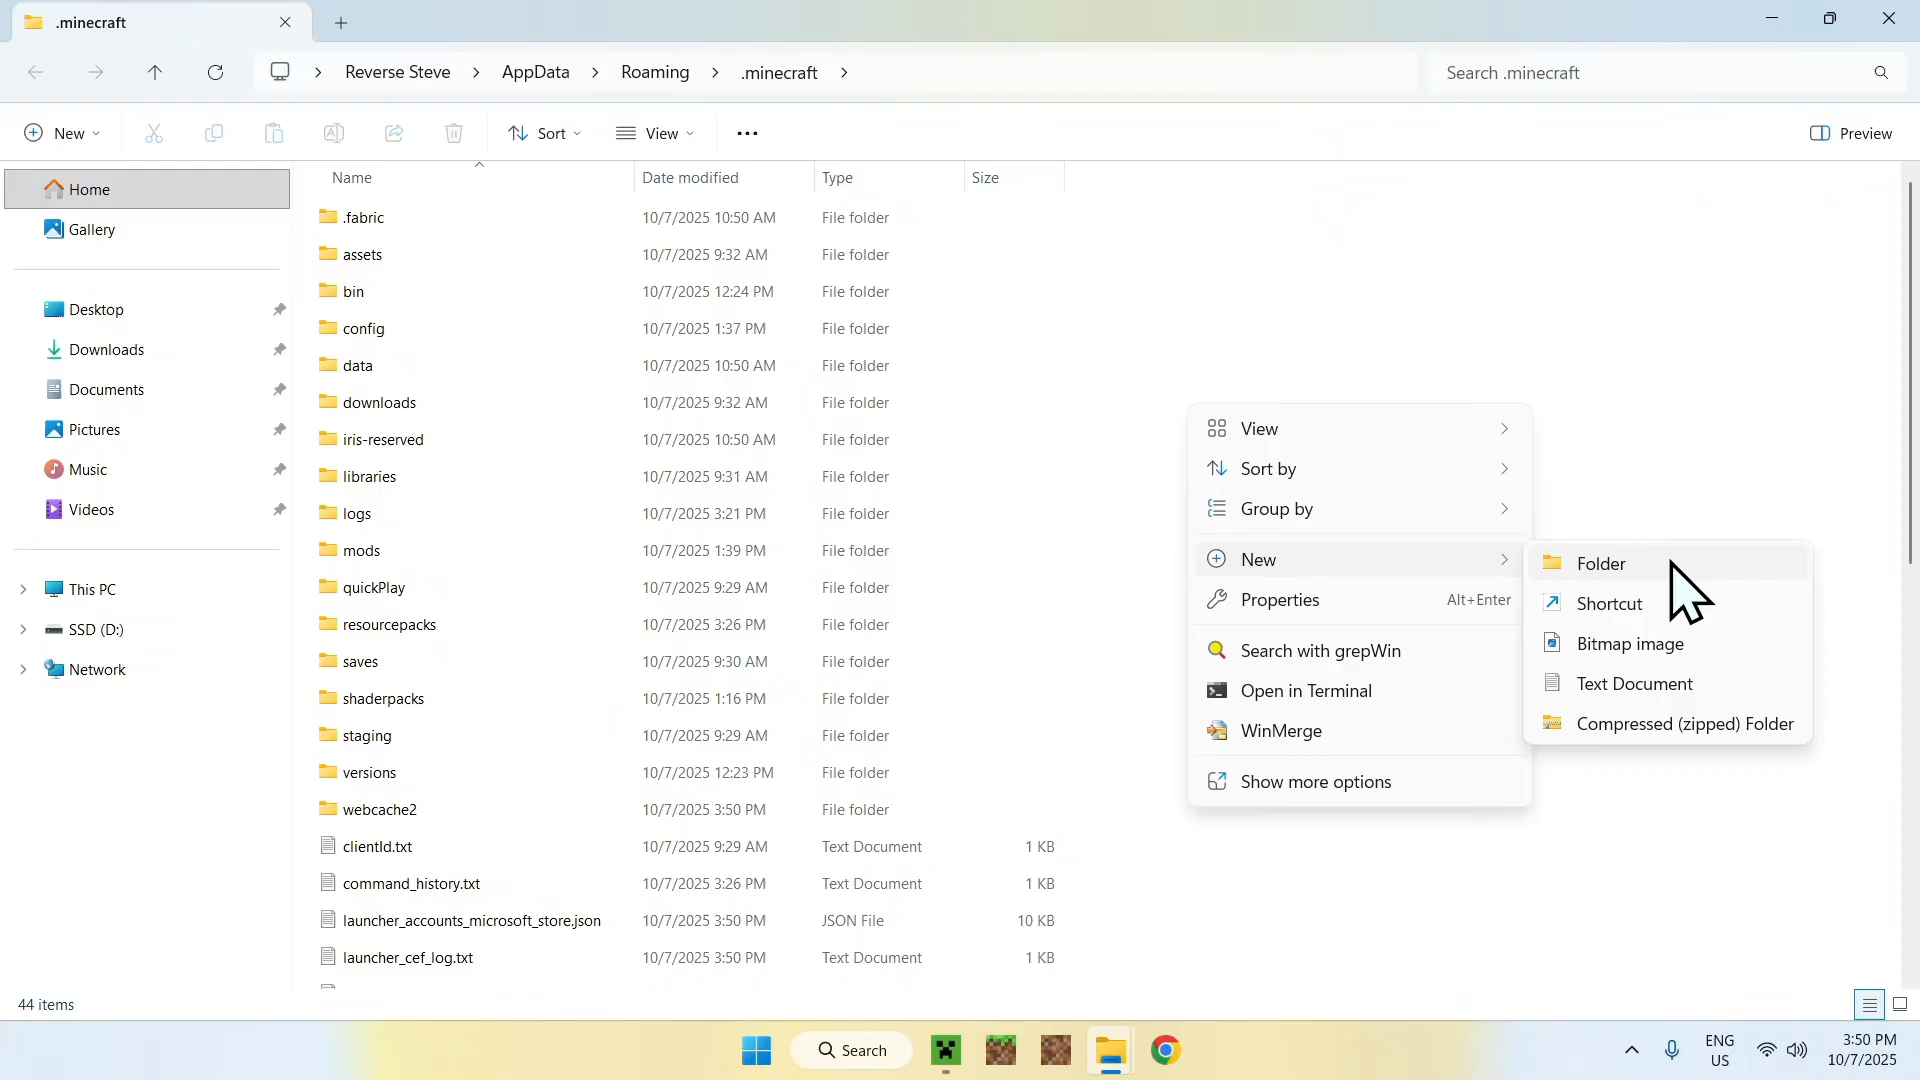 .minecraft
Reverse Steve AppData Roaming .minecraft
Search .minecraft
New Sort View Preview
Home
Gallery
Desktop
Downloads
Documents
Pictures
Music
Videos
This PC
SSD (D:)
Network
Name Date modified Type Size
.fabric 10/7/2025 10:50 AM File folder
assets 10/7/2025 9:32 AM File folder
bin 10/7/2025 12:24 PM File folder
config 10/7/2025 1:37 PM File folder
data 10/7/2025 10:50 AM File folder
downloads 10/7/2025 9:32 AM File folder
iris-reserved 10/7/2025 10:50 AM File folder
libraries 10/7/2025 9:31 AM File folder
logs 10/7/2025 3:21 PM File folder
mods 10/7/2025 1:39 PM File folder
quickPlay 10/7/2025 9:29 AM File folder
resourcepacks 10/7/2025 3:26 PM File folder
saves 10/7/2025 9:30 AM File folder
shaderpacks 10/7/2025 1:16 PM File folder
staging 10/7/2025 9:29 AM File folder
versions 10/7/2025 12:23 PM File folder
webcache2 10/7/2025 3:50 PM File folder
clientId.txt 10/7/2025 9:29 AM Text Document 1 KB
command_history.txt 10/7/2025 3:26 PM Text Document 1 KB
launcher_accounts_microsoft_store.json 10/7/2025 3:50 PM JSON File 10 KB
launcher_cef_log.txt 10/7/2025 3:50 PM Text Document 1 KB
View
Sort by
Group by
New
Properties Alt+Enter
Search with grepWin
Open in Terminal
WinMerge
Show more options
Folder
Shortcut
Bitmap image
Text Document
Compressed (zipped) Folder
44 items
Search
ENG
US
3:50 PM
10/7/2025